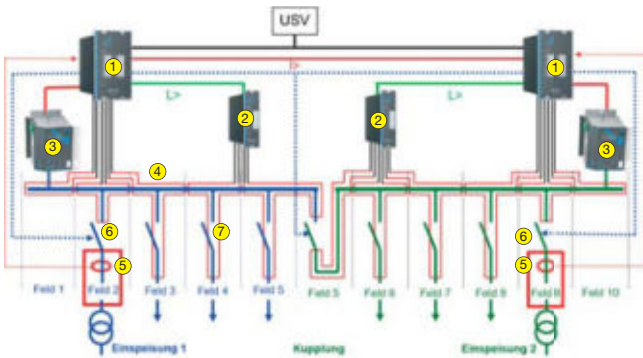 USV
1
1
I>
L>
L>
2
2
3
3
4
6
7
6
5
5
Feld 1
Feld 2
Feld 3
Feld 4
Feld 5
Feld 5
Feld 6
Feld 7
Feld 8
Feld 9
Feld 10
Einspeisung 1
Kupplung
Einspeisung 2